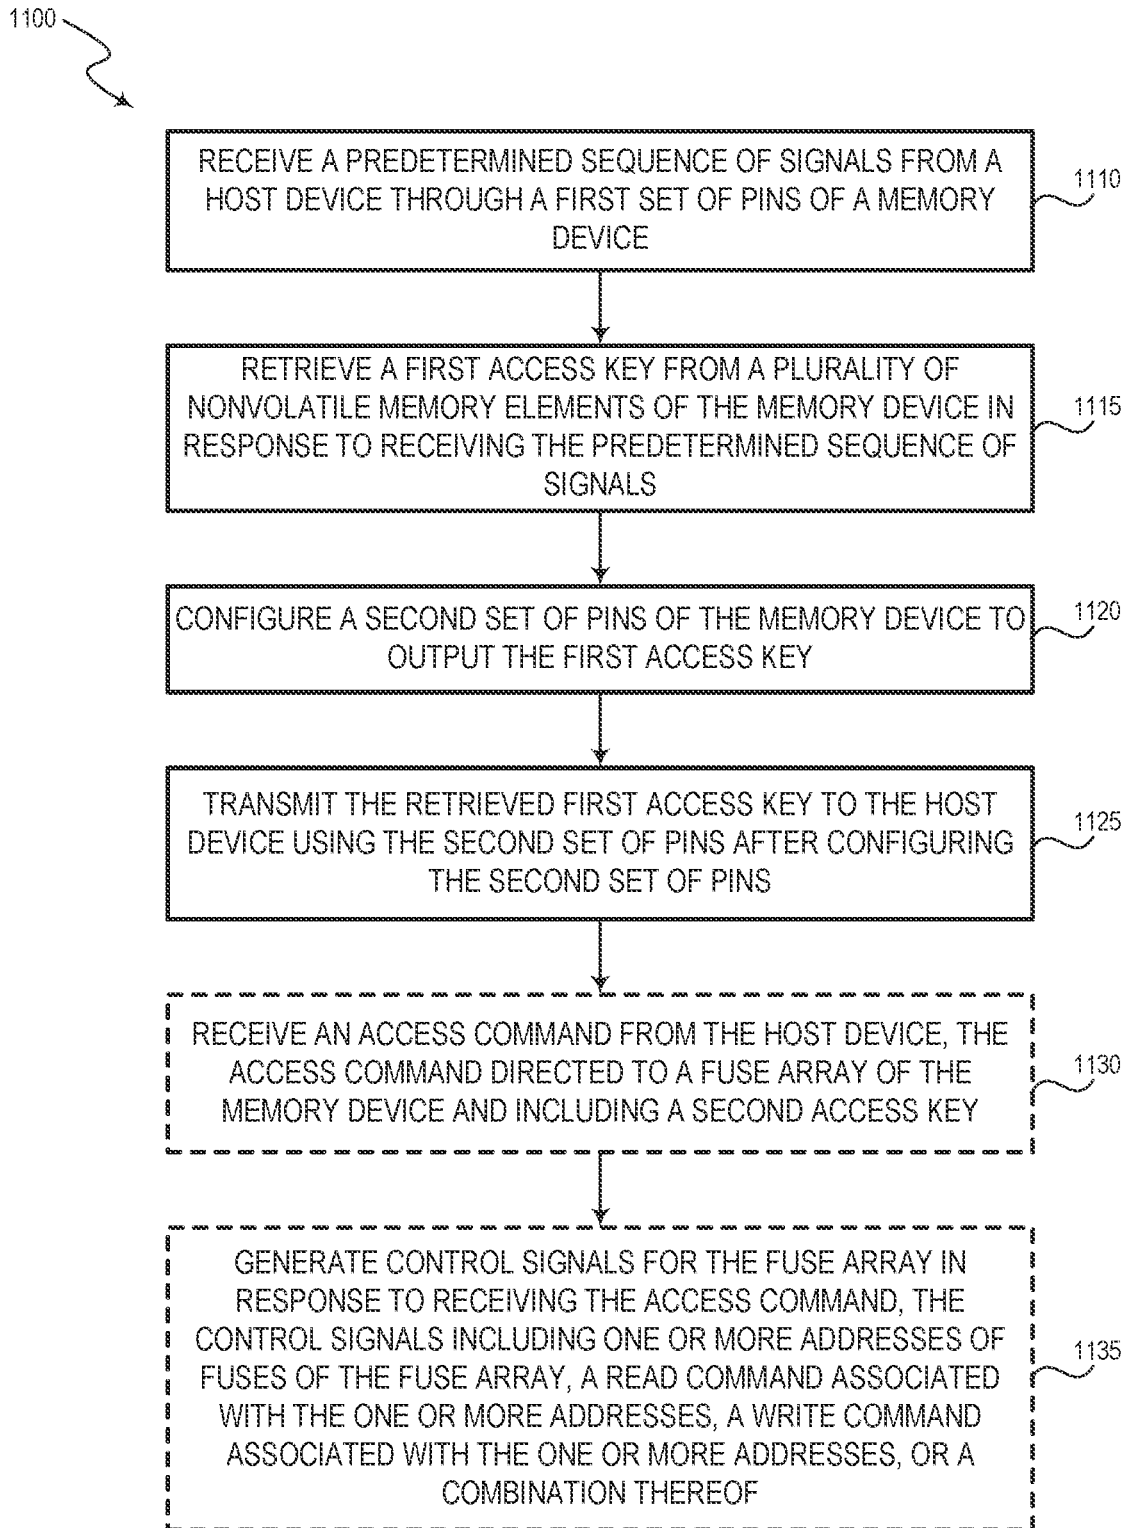 1100
RECEIVE A PREDETERMINED SEQUENCE OF SIGNALS FROM A
HOST DEVICE THROUGH A FIRST SET OF PINS OF A MEMORY
DEVICE
1110
RETRIEVE A FIRST ACCESS KEY FROM A PLURALITY OF
NONVOLATILE MEMORY ELEMENTS OF THE MEMORY DEVICE IN
RESPONSE TO RECEIVING THE PREDETERMINED SEQUENCE OF
SIGNALS
1115
CONFIGURE A SECOND SET OF PINS OF THE MEMORY DEVICE TO
OUTPUT THE FIRST ACCESS KEY
1120
TRANSMIT THE RETRIEVED FIRST ACCESS KEY TO THE HOST
DEVICE USING THE SECOND SET OF PINS AFTER CONFIGURING
THE SECOND SET OF PINS
1125
RECEIVE AN ACCESS COMMAND FROM THE HOST DEVICE, THE
ACCESS COMMAND DIRECTED TO A FUSE ARRAY OF THE
MEMORY DEVICE AND INCLUDING A SECOND ACCESS KEY
1130
GENERATE CONTROL SIGNALS FOR THE FUSE ARRAY IN
RESPONSE TO RECEIVING THE ACCESS COMMAND, THE
CONTROL SIGNALS INCLUDING ONE OR MORE ADDRESSES OF
FUSES OF THE FUSE ARRAY, A READ COMMAND ASSOCIATED
WITH THE ONE OR MORE ADDRESSES, A WRITE COMMAND
ASSOCIATED WITH THE ONE OR MORE ADDRESSES, OR A
COMBINATION THEREOF
1135